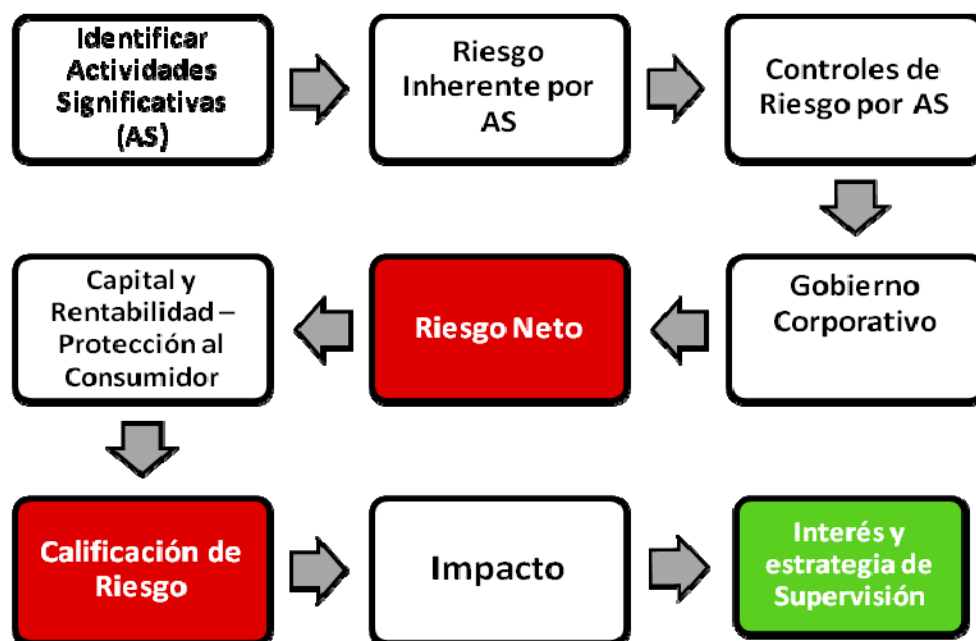 Identificar
Actividades
Significativas
(AS)
Riesgo
Inherente por
AS
Controles de
Riesgo por AS
Capital y
Rentabilidad –
Protección al
Consumidor
Riesgo Neto
Gobierno
Corporativo
Calificación de
Riesgo
Impacto
Interés y
estrategia de
Supervisión